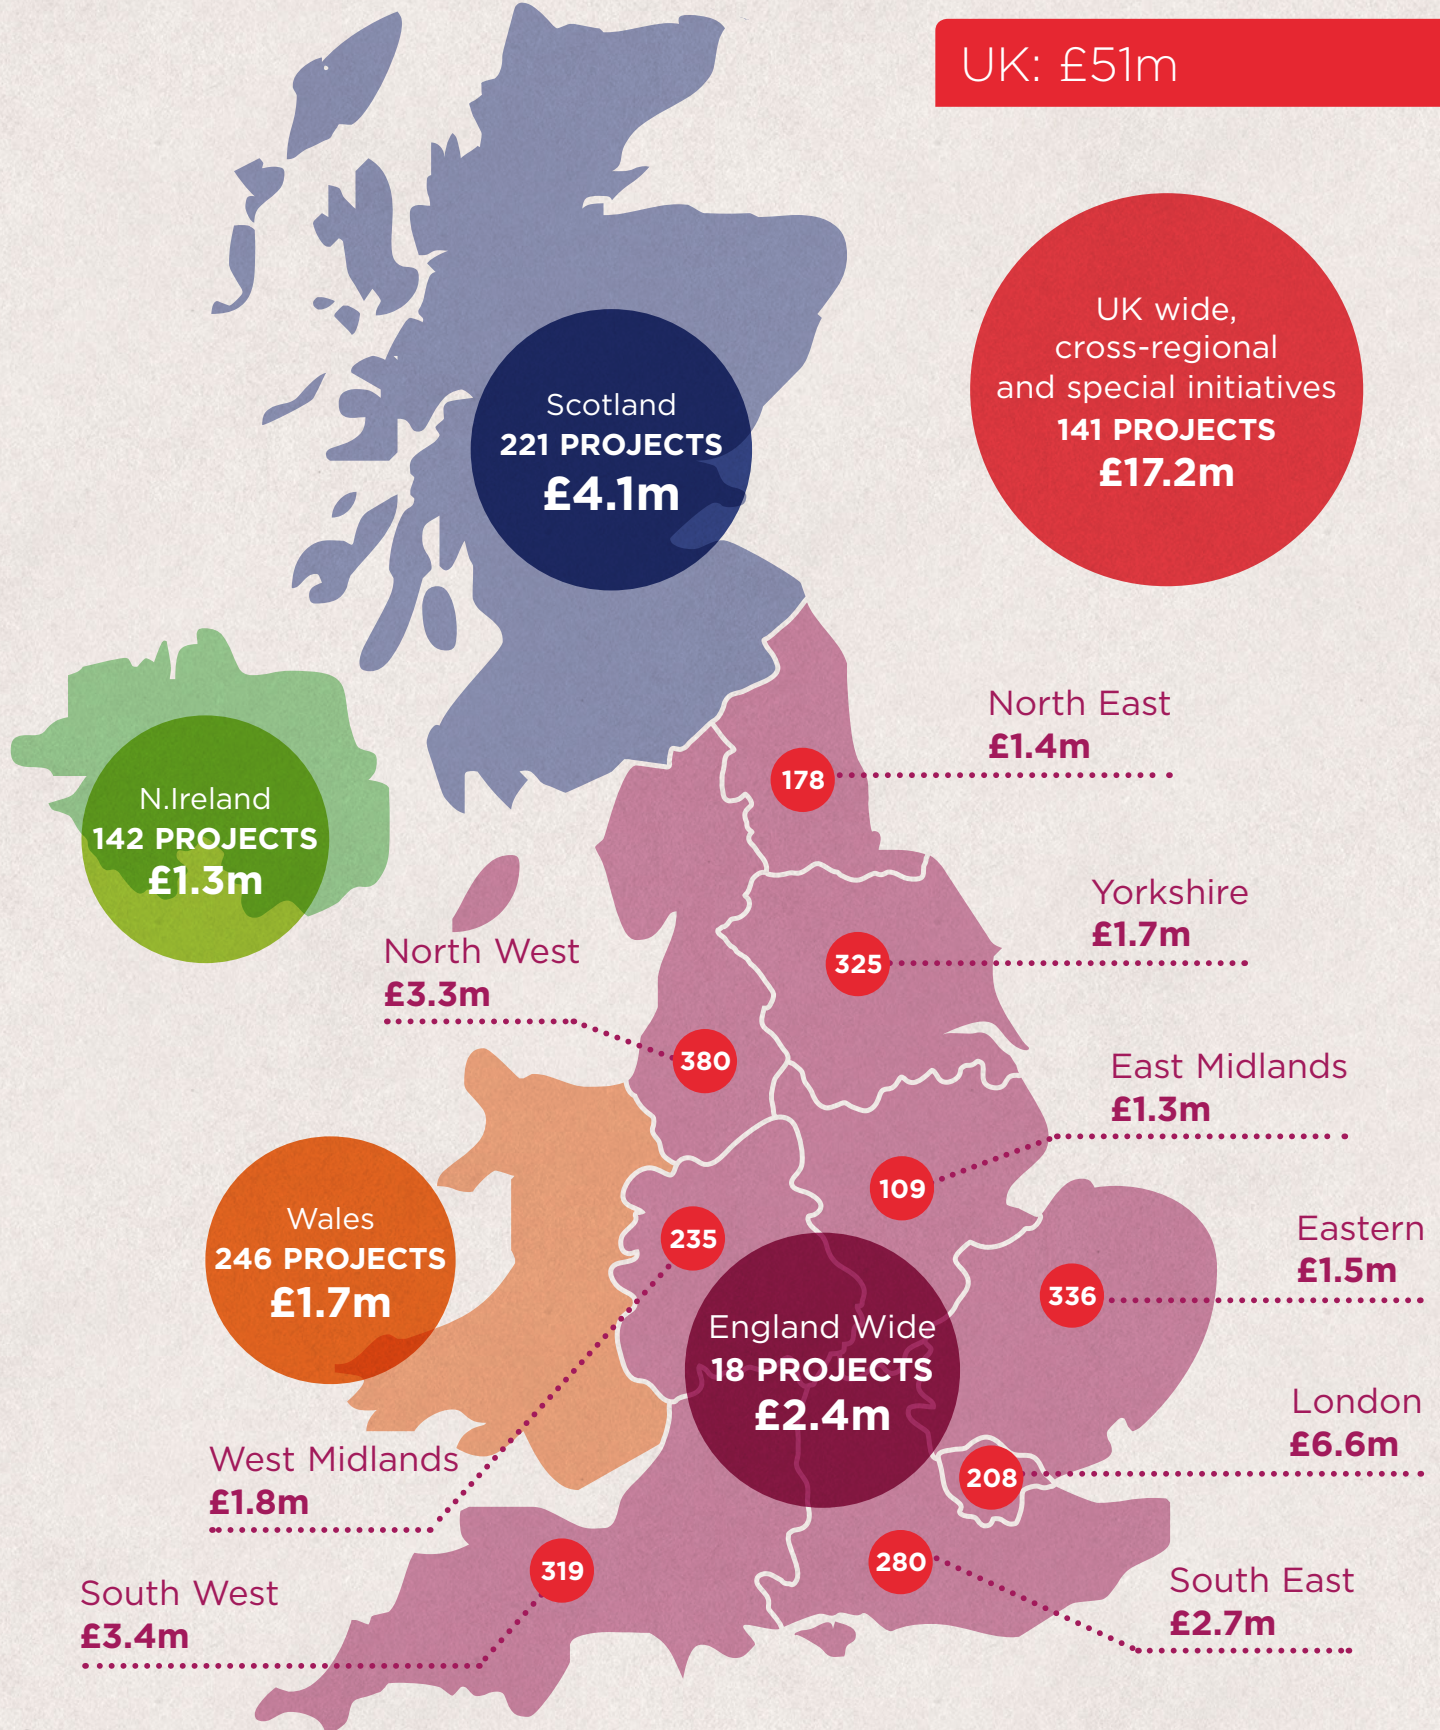 UK: £51m
UK wide,
cross-regional
and special initiatives
141 PROJECTS
£17.2m
Scotland
221 PROJECTS
£4.1m
North East
£1.4m
178
N.Ireland
142 PROJECTS
£1.3m
Yorkshire
£1.7m
325
North West
£3.3m
380
East Midlands
£1.3m
109
Wales
246 PROJECTS
£1.7m
235
Eastern
£1.5m
336
England Wide
18 PROJECTS
£2.4m
London
£6.6m
208
West Midlands
£1.8m
319
280
South West
£3.4m
South East
£2.7m